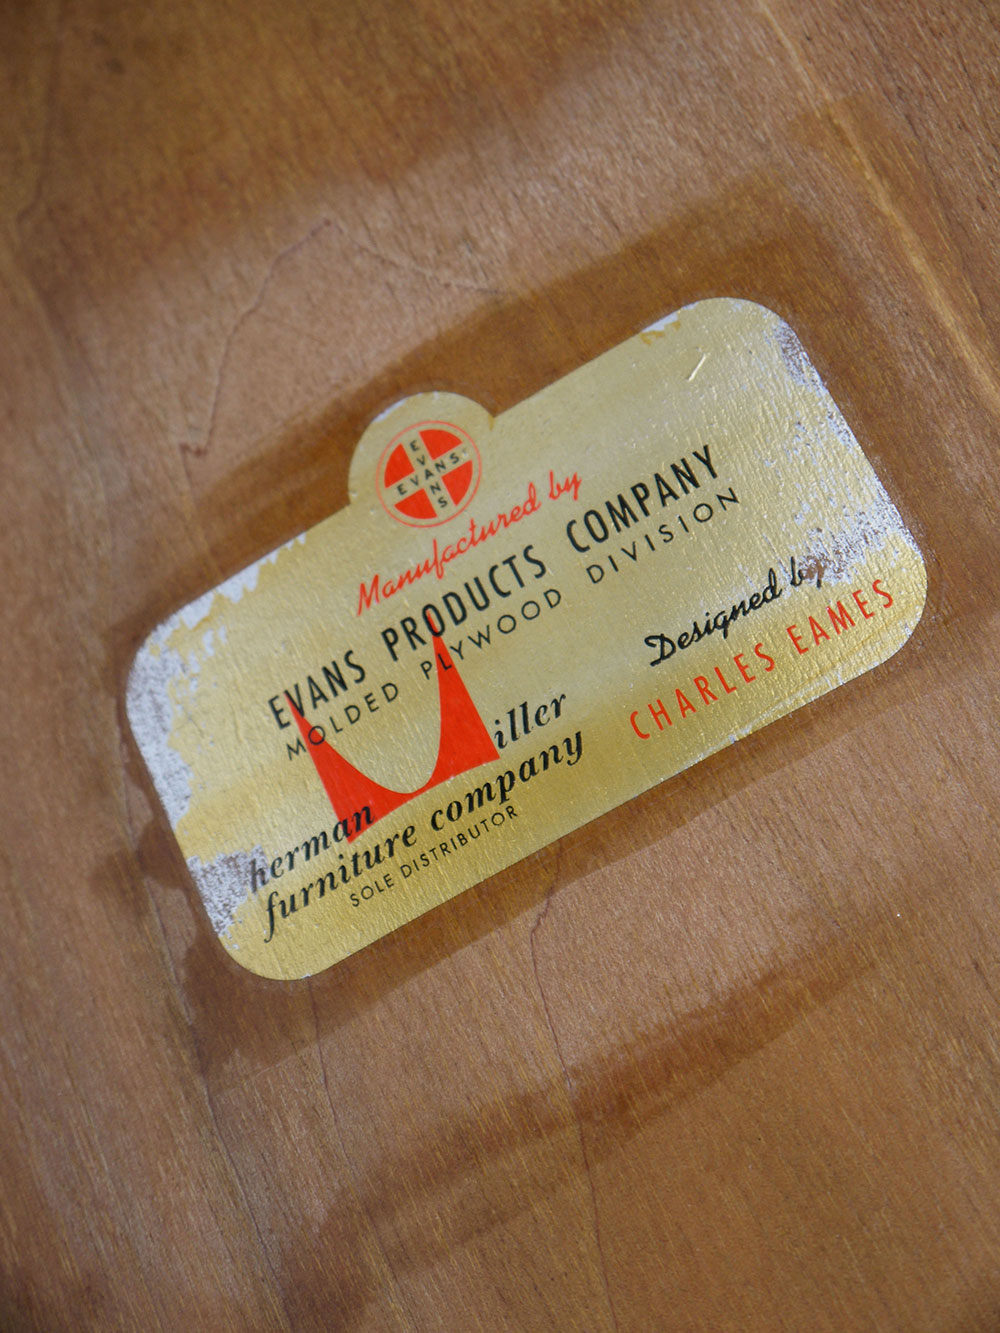 EVANS
EVANS
Manufactured by
EVANS PRODUCTS COMPANY
MOLDED PLYWOOD DIVISION
herman Miller
furniture company
SOLE DISTRIBUTOR
Designed by
CHARLES EAMES